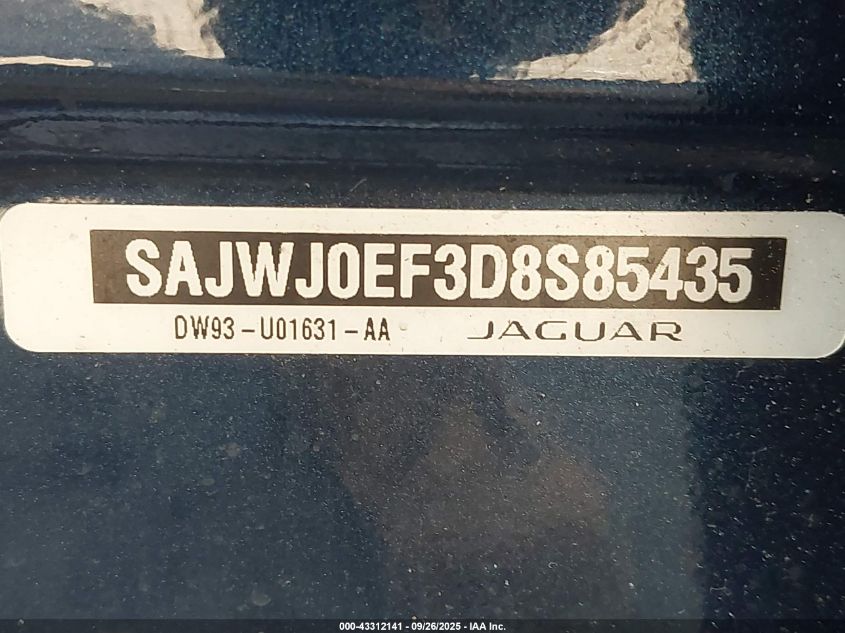 SAJWJ0EF3D8S85435
DW93-U01631-AA JAGUAR
000-43312141 - 09/26/2025 - IAA Inc.